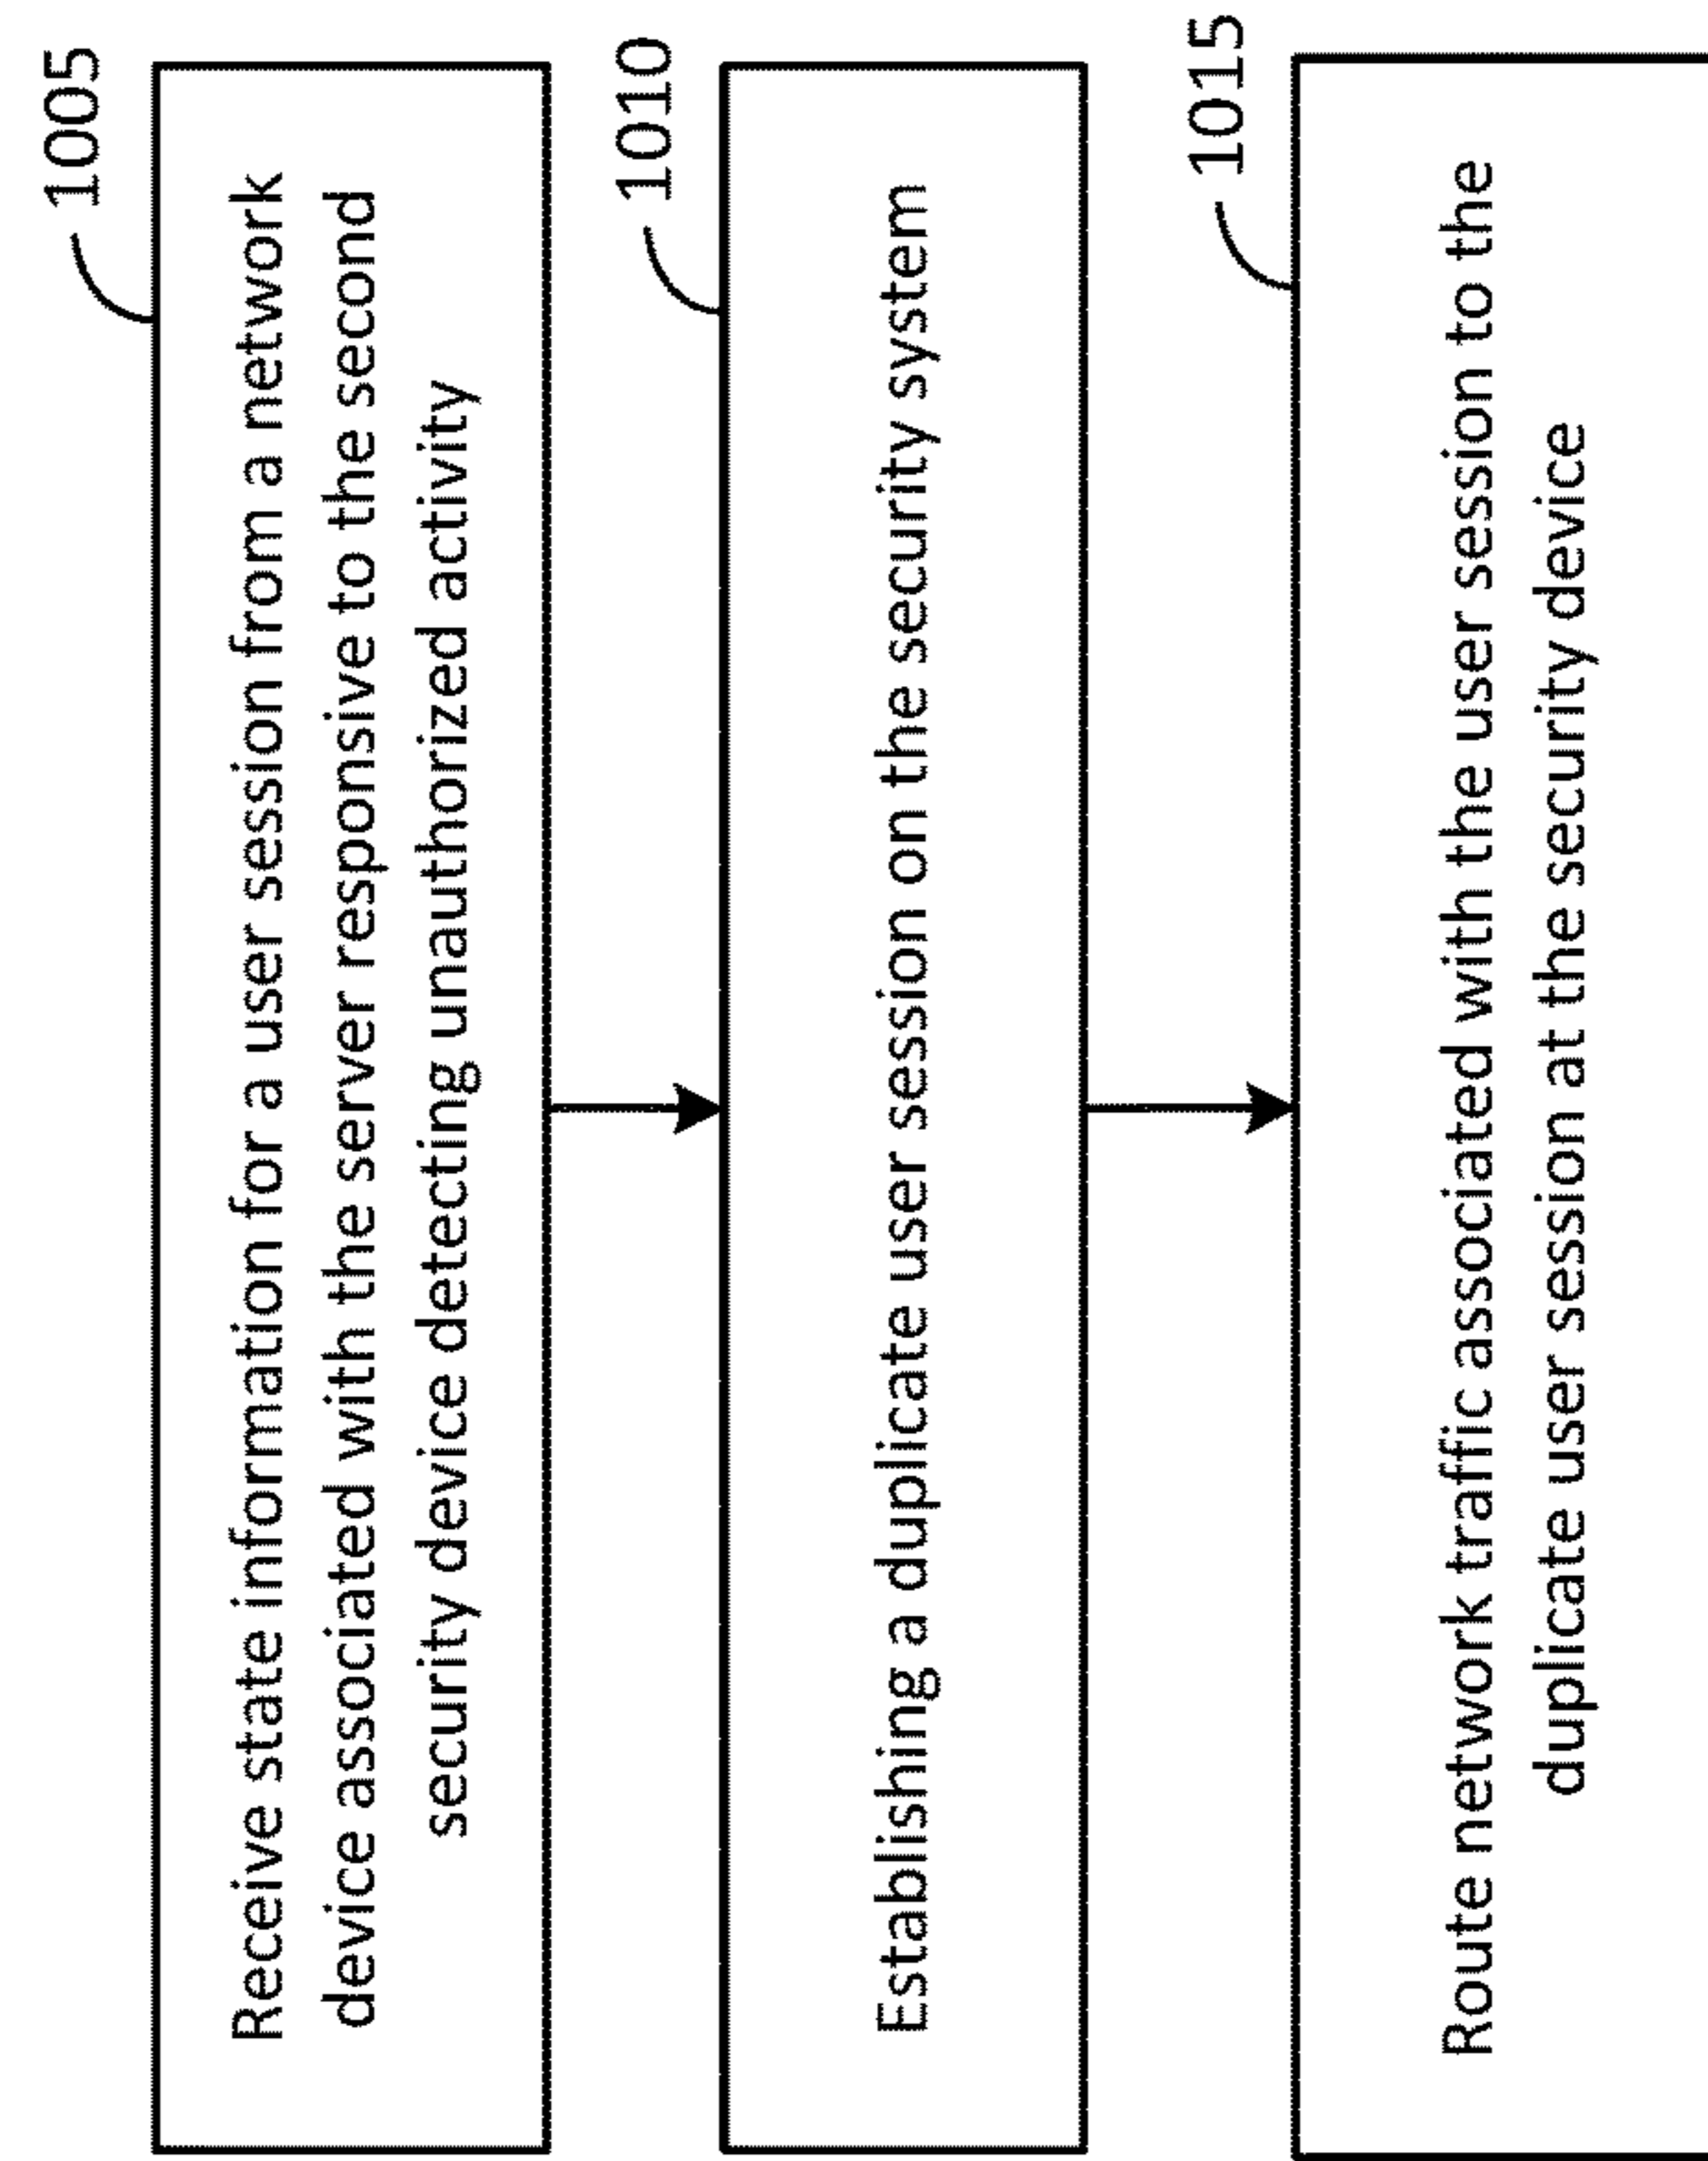 1005
Receive state information for a user session from a network
device associated with the server responsive to the second
security device detecting unauthorized activity
1010
Establishing a duplicate user session on the security system
1015
Route network traffic associated with the user session to the
duplicate user session at the security device